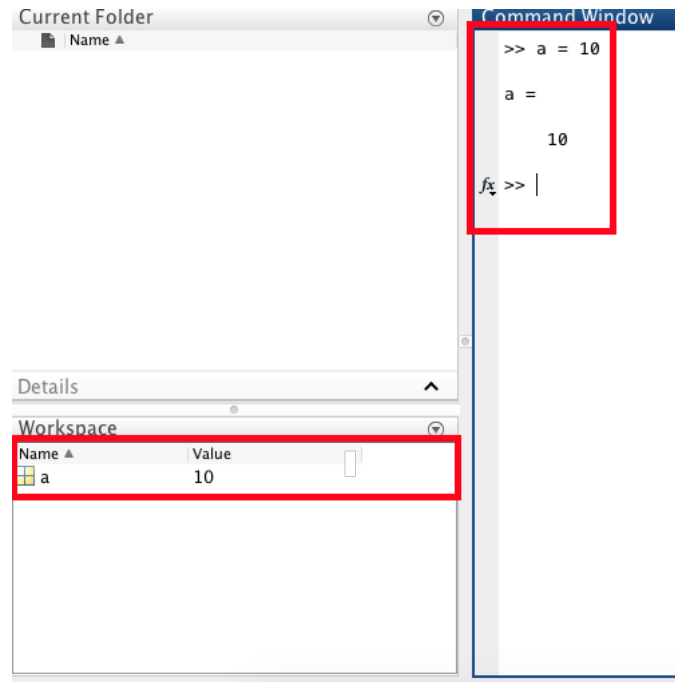 Current Folder
Name
Details
Workspace
Name Value
a 10
Command Window
>> a = 10
a =
10
fx >>